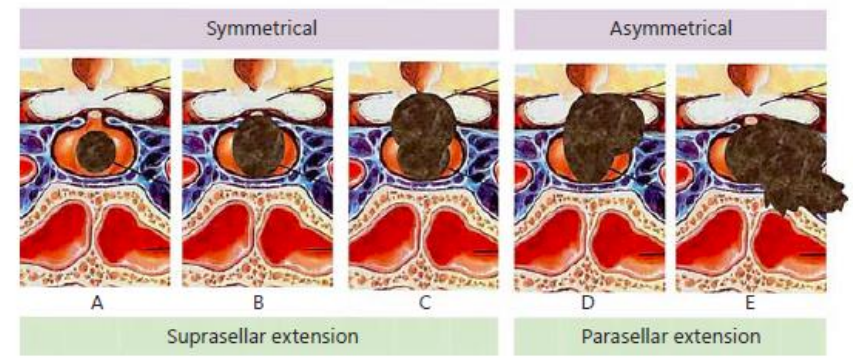 Symmetrical
Asymmetrical
A
B
C
D
E
Suprasellar extension
Parasellar extension